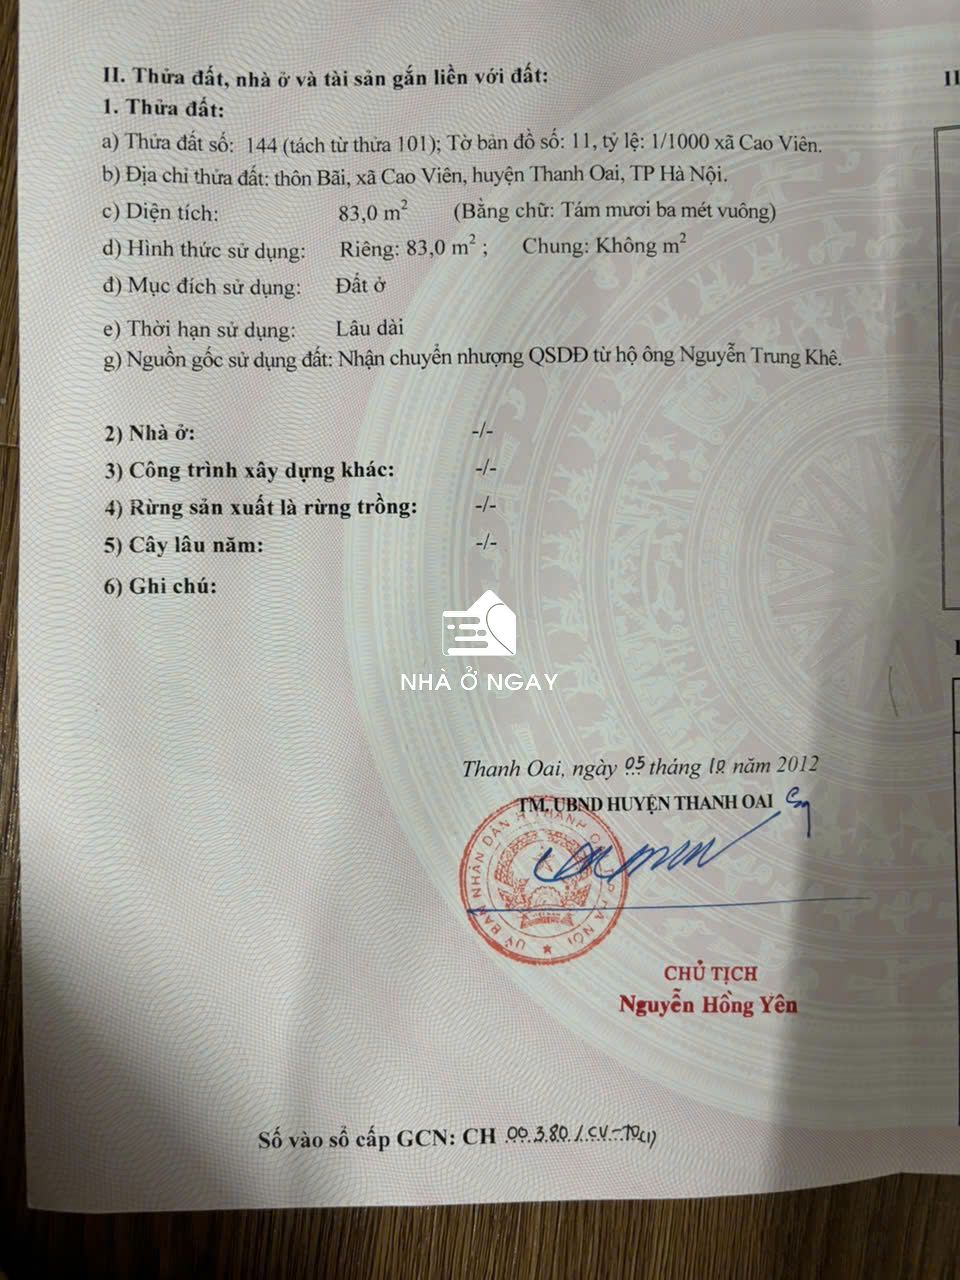 II. Thửa đất, nhà ở và tài sản gắn liền với đất:
1. Thửa đất:
a) Thửa đất số: 144 (tách từ thửa 101); Tờ bản đồ số: 11, tỷ lệ: 1/1000 xã Cao Viên.
b) Địa chỉ thửa đất: thôn Bãi, xã Cao Viên, huyện Thanh Oai, TP Hà Nội.
c) Diện tích: 83,0 m² (Bằng chữ: Tám mươi ba mét vuông)
d) Hình thức sử dụng: Riêng: 83,0 m² ; Chung: Không m²
đ) Mục đích sử dụng: Đất ở
e) Thời hạn sử dụng: Lâu dài
g) Nguồn gốc sử dụng đất: Nhận chuyển nhượng QSDĐ từ hộ ông Nguyễn Trung Khê.
2) Nhà ở: -/-
3) Công trình xây dựng khác: -/-
4) Rừng sản xuất là rừng trồng: -/-
5) Cây lâu năm: -/-
6) Ghi chú:
NHÀ Ở NGAY
Thanh Oai, ngày 05 tháng 10 năm 2012
TM. UBND HUYỆN THANH OAI
CHỦ TỊCH
Nguyễn Hồng Yên
Số vào sổ cấp GCN: CH 00380